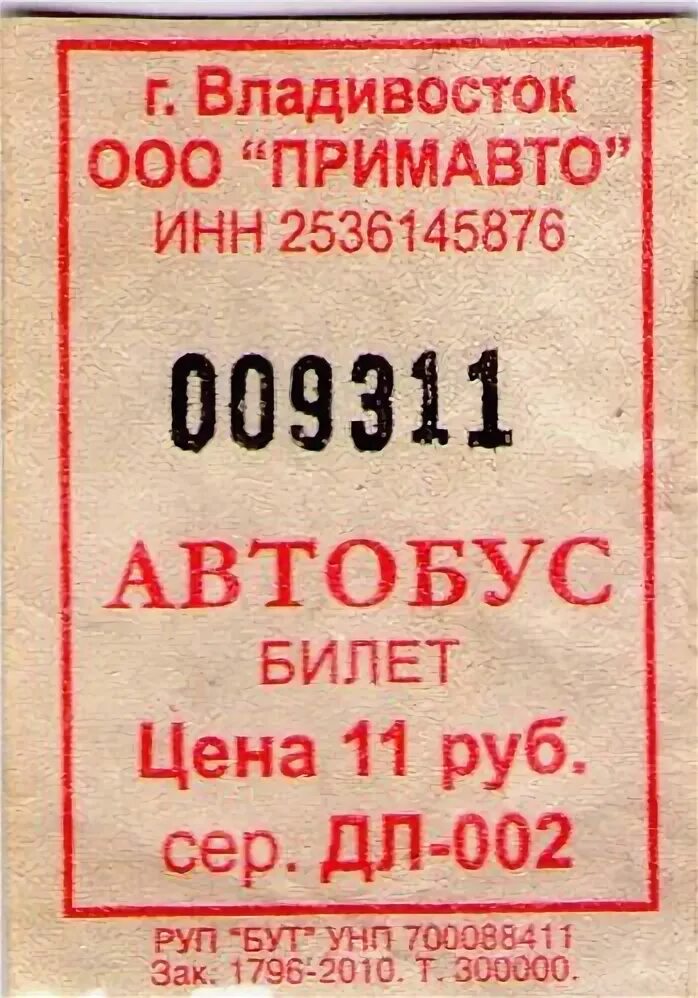 г. Владивосток
ООО "ПРИМАВТО"
ИНН 2536145876
009311
АВТОБУС
БИЛЕТ
Цена 11 руб.
сер. ДЛ-002
РУП "БУТ" УНП 700088411
Зак. 1796-2010. Т. 300000.